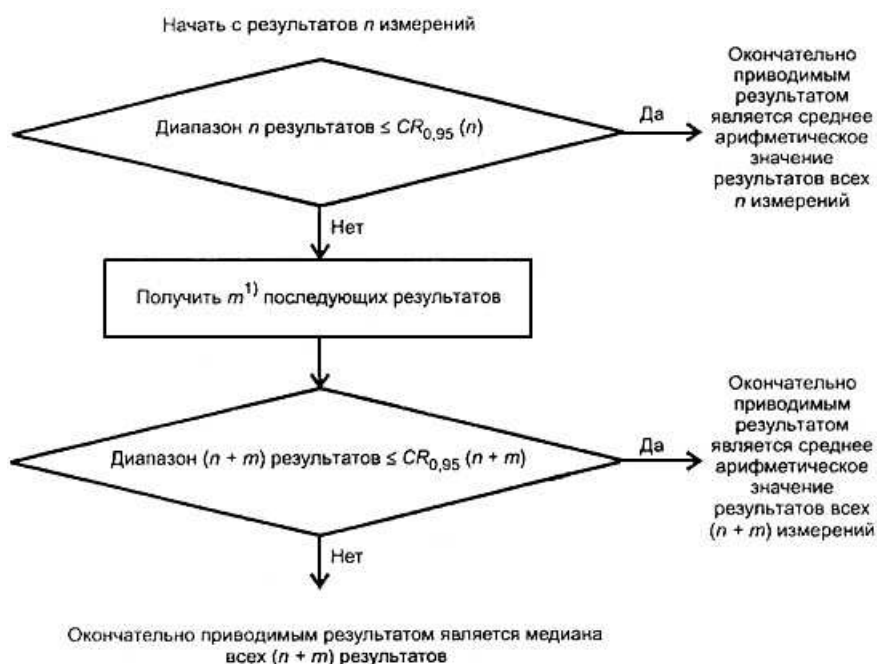 Начать с результатов n измерений
Диапазон n результатов ≤ CR0,95 (n)
Да
Окончательно
приводимым
результатом
является среднее
арифметическое
значение
результатов всех
n измерений
Нет
Получить m1) последующих результатов
Диапазон (n + m) результатов ≤ CR0,95 (n + m)
Да
Окончательно
приводимым
результатом
является среднее
арифметическое
значение
результатов всех
(n + m) измерений
Нет
Окончательно приводимым результатом является медиана
всех (n + m) результатов